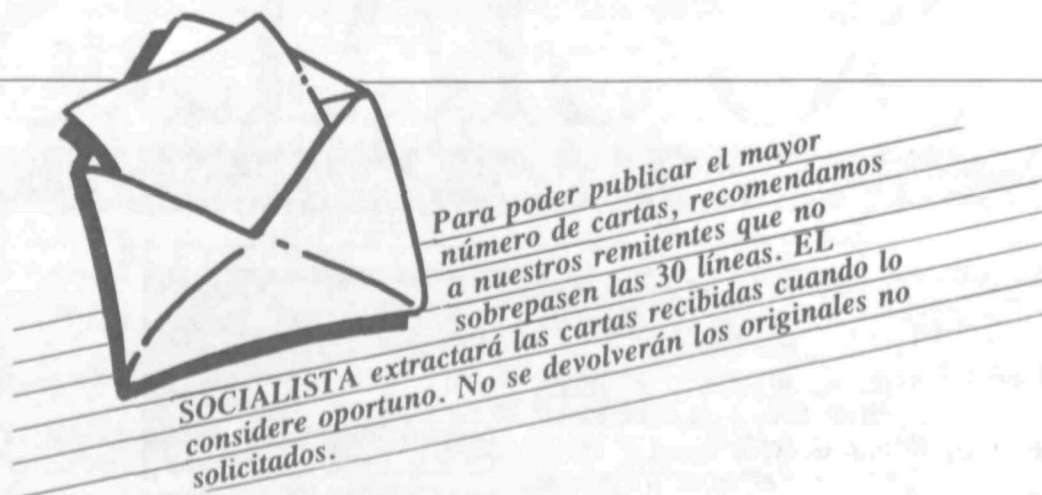 Para poder publicar el mayor
número de cartas, recomendamos
a nuestros remitentes que no
sobrepasen las 30 líneas. EL
SOCIALISTA extractará las cartas recibidas cuando lo
considere oportuno. No se devolverán los originales no
solicitados.